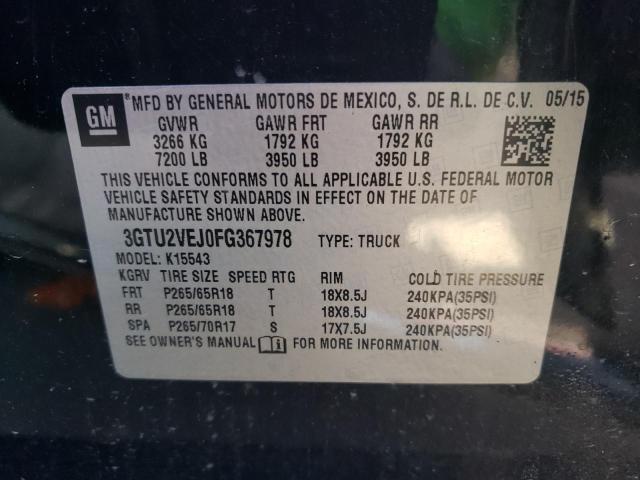 GM
®MFD BY GENERAL MOTORS DE MEXICO, S. DE R.L. DE C.V. 05/15
GVWR GAWR FRT GAWR RR
3266 KG 1792 KG 1792 KG
7200 LB 3950 LB 3950 LB
THIS VEHICLE CONFORMS TO ALL APPLICABLE U.S. FEDERAL MOTOR
VEHICLE SAFETY STANDARDS IN EFFECT ON THE DATE OF
MANUFACTURE SHOWN ABOVE.
3GTU2VEJ0FG367978 TYPE: TRUCK
MODEL: K15543
KGRV TIRE SIZE SPEED RTG RIM COLD TIRE PRESSURE
FRT P265/65R18 T 18X8.5J 240KPA(35PSI)
RR P265/65R18 T 18X8.5J 240KPA(35PSI)
SPA P265/70R17 S 17X7.5J 240KPA(35PSI)
SEE OWNER'S MANUAL FOR MORE INFORMATION.